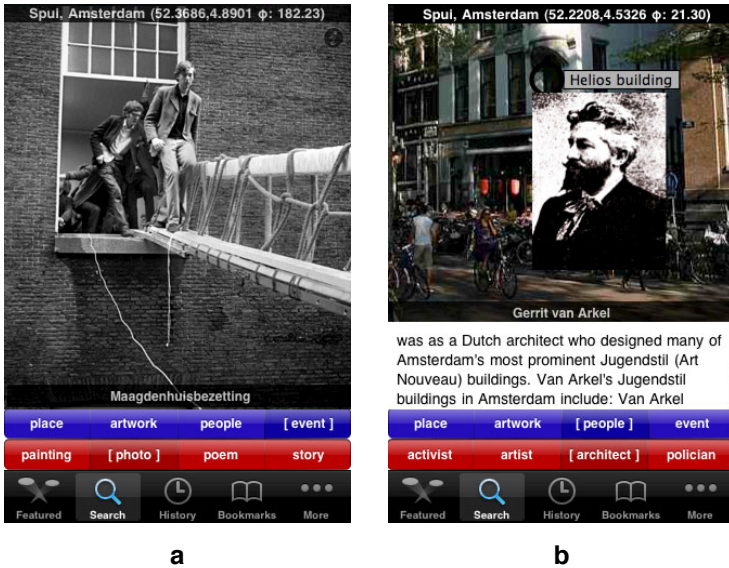 Spui, Amsterdam (52.3686,4.8901 φ: 182.23)
Maagdenhuisbezetting
place artwork people [ event ]
painting [ photo ] poem story
Featured Search History Bookmarks More
a
Spui, Amsterdam (52.2208,4.5326 φ: 21.30)
Helios building
Gerrit van Arkel
was as a Dutch architect who designed many of
Amsterdam's most prominent Jugendstil (Art
Nouveau) buildings. Van Arkel's Jugendstil
buildings in Amsterdam include: Van Arkel
place artwork [ people ] event
activist artist [ architect ] polician
Featured Search History Bookmarks More
b